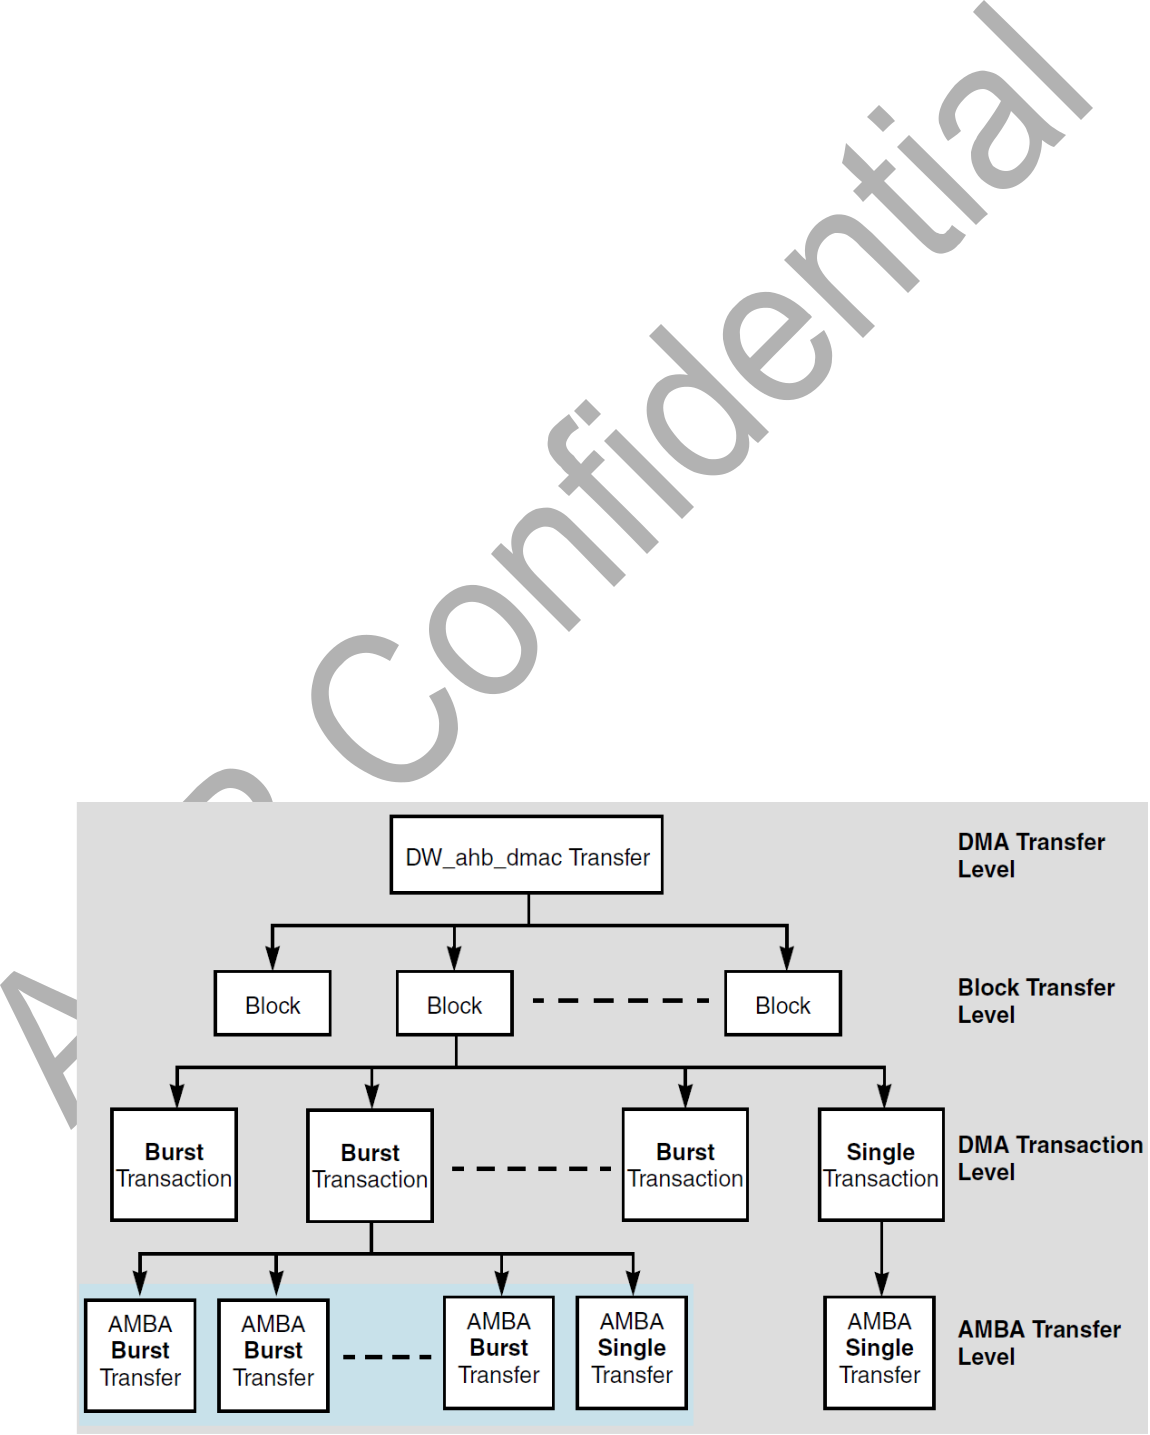 Confidential
DW_ahb_dmac Transfer
DMA Transfer
Level
Block
Block
Block
Block Transfer
Level
Burst
Transaction
Burst
Transaction
Burst
Transaction
Single
Transaction
DMA Transaction
Level
AMBA
Burst
Transfer
AMBA
Burst
Transfer
AMBA
Burst
Transfer
AMBA
Single
Transfer
AMBA
Single
Transfer
AMBA Transfer
Level